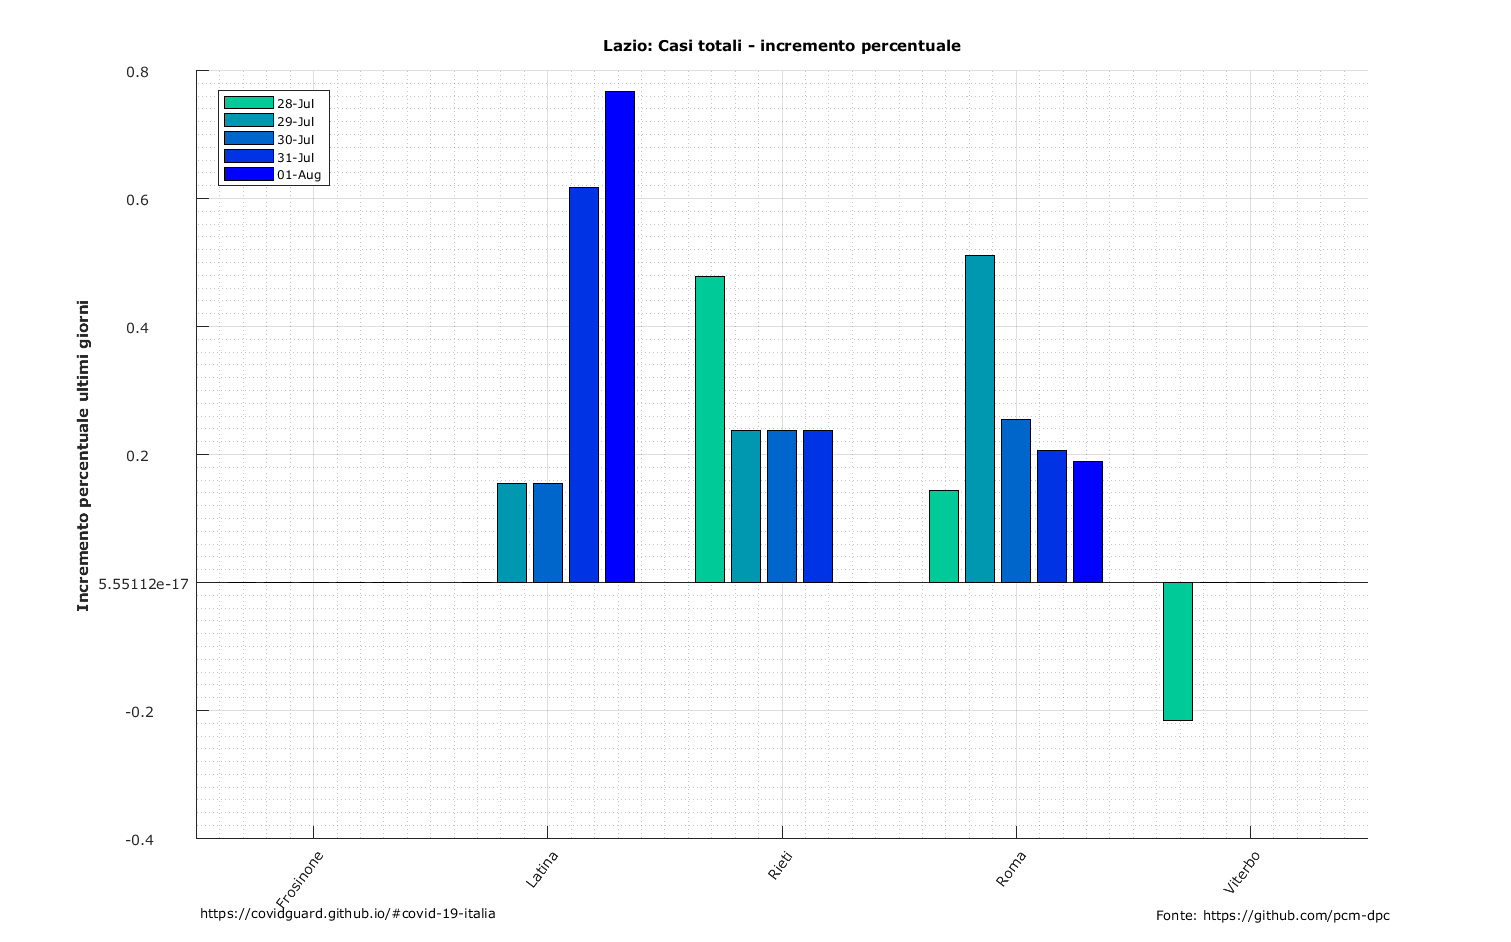 Lazio: Casi totali - incremento percentuale
28-Jul
29-Jul
30-Jul
31-Jul
01-Aug
Incremento percentuale ultimi giorni
0.8
0.6
0.4
0.2
5.55112e-17
-0.2
-0.4
Frosinone
Latina
Rieti
Roma
Viterbo
https://covidguard.github.io/#covid-19-italia
Fonte: https://github.com/pcm-dpc